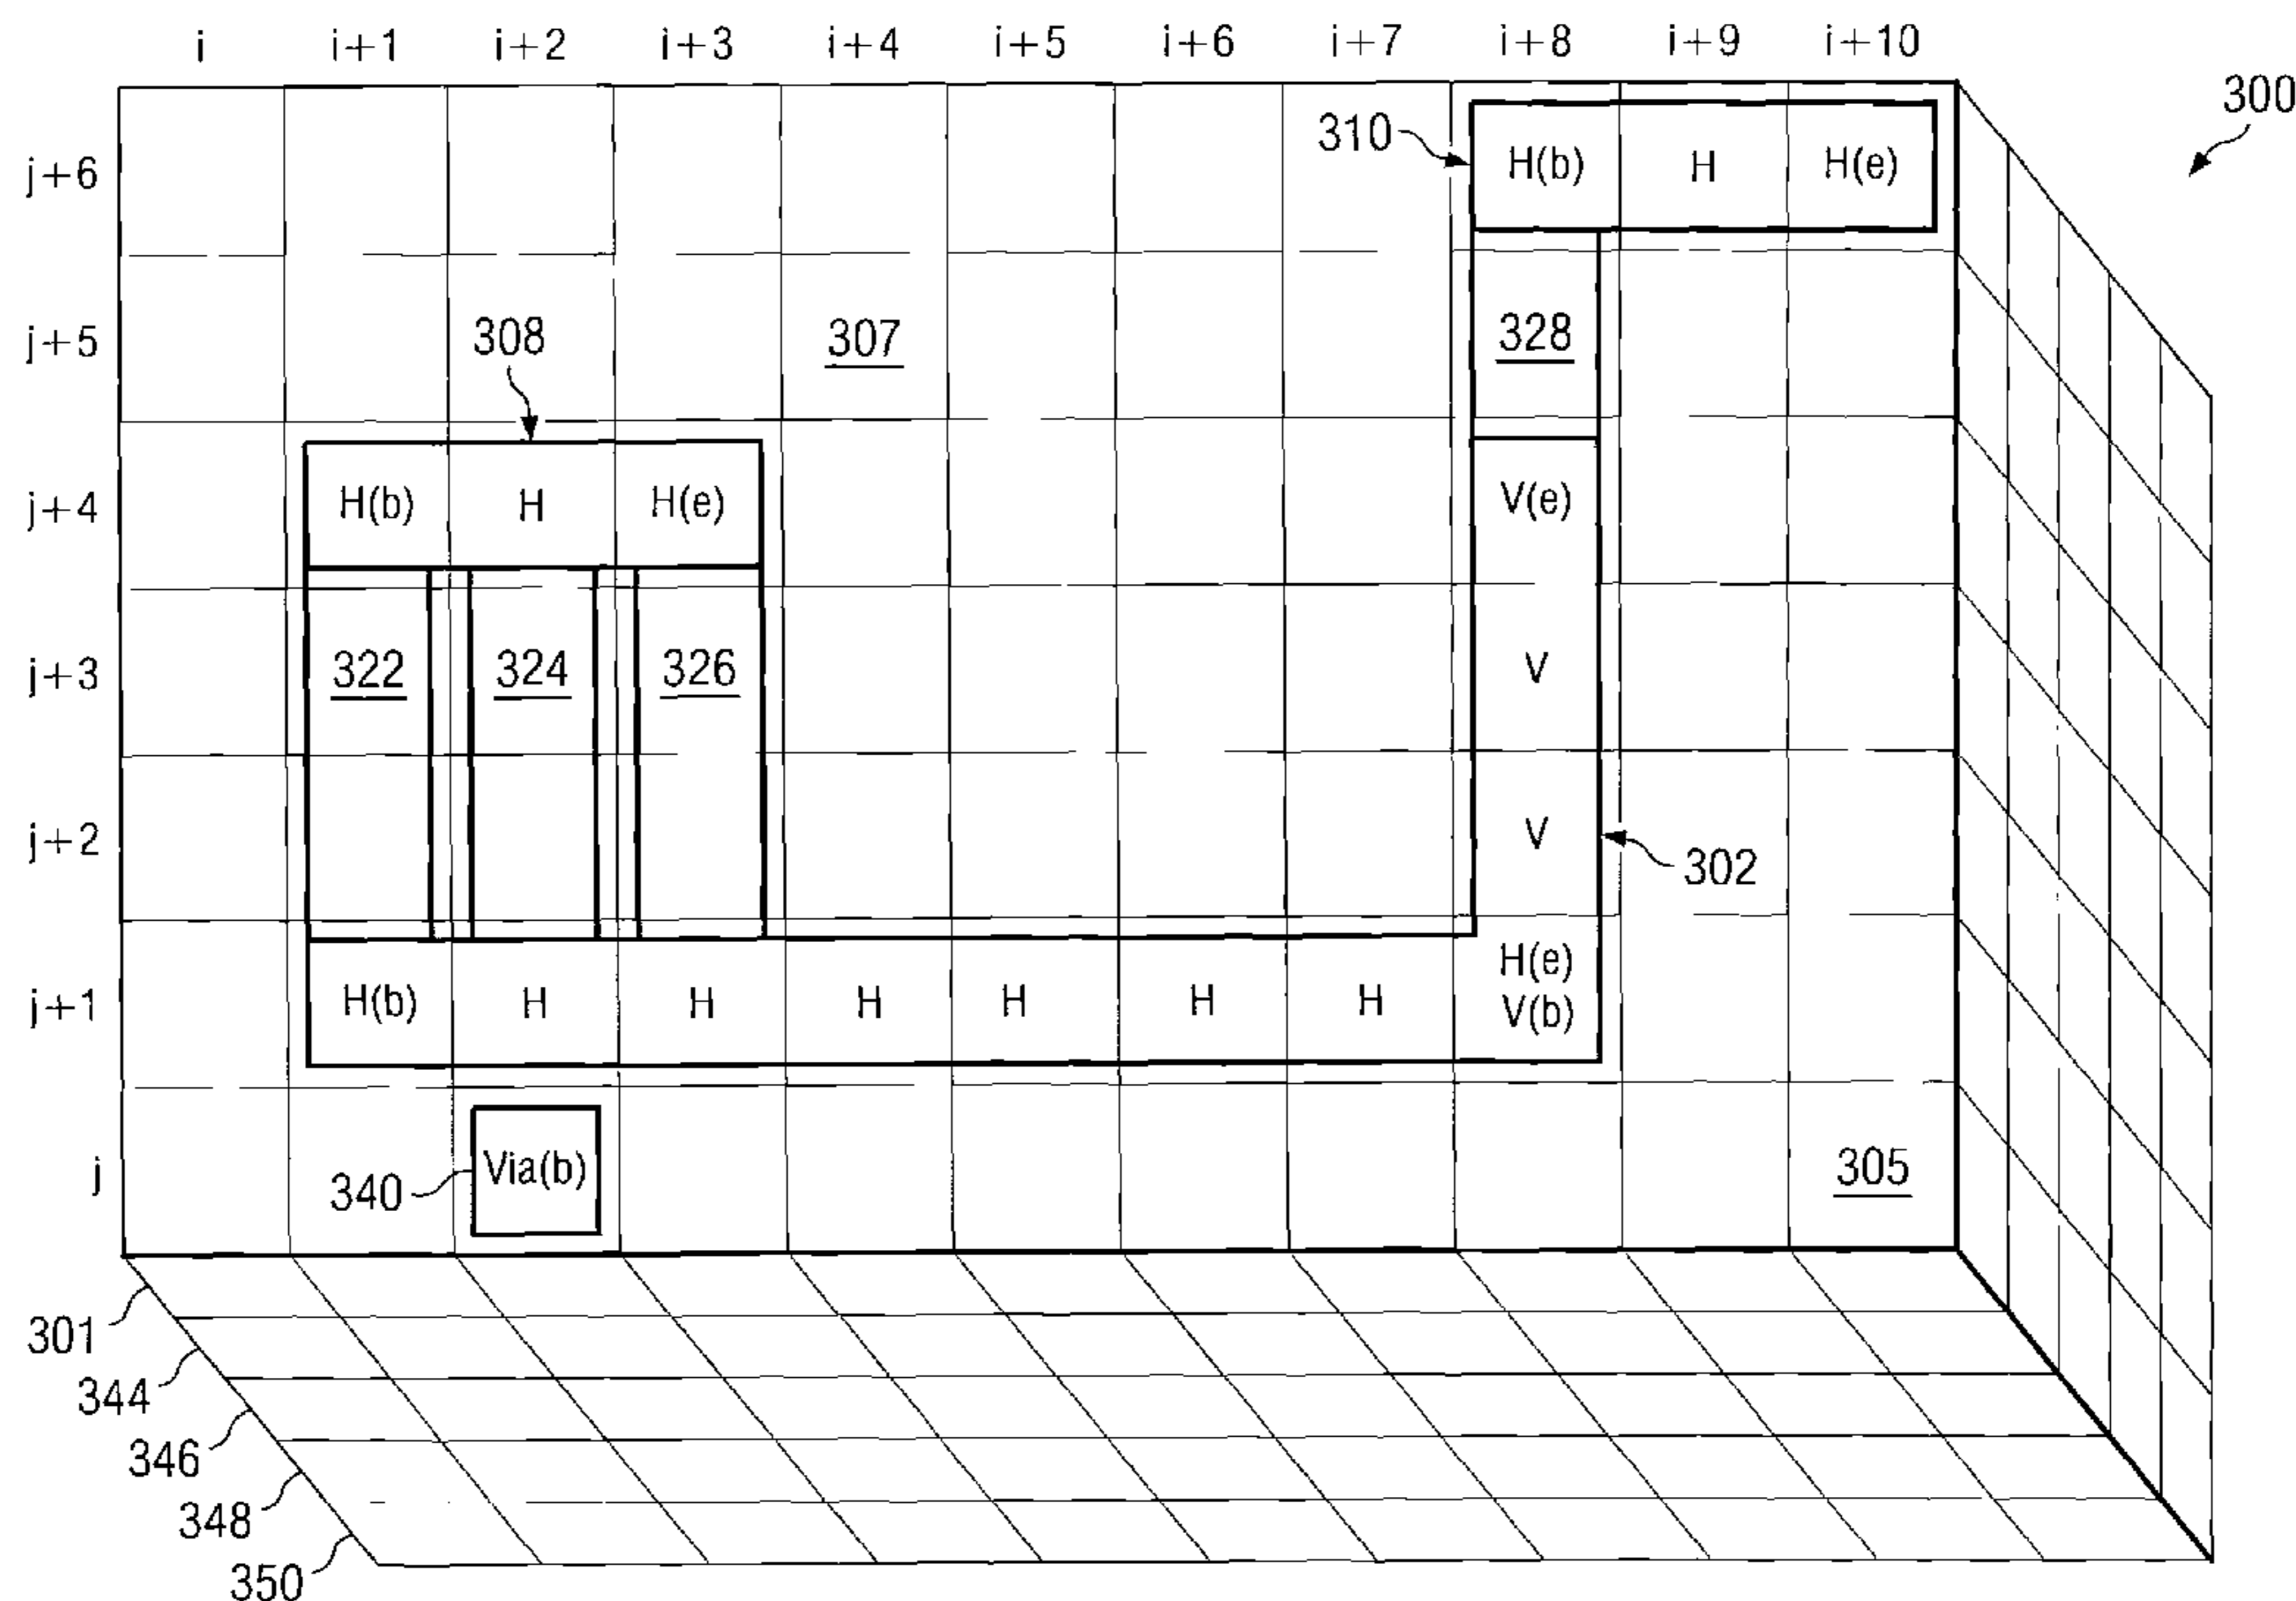 i i+1 i+2 i+3 i+4 i+5 i+6 i+7 i+8 i+9 i+10
300
310
j+6 H(b) H H(e)
j+5 308 307 328
j+4 H(b) H H(e) V(e)
j+3 322 324 326 V
j+2 V
302
j+1 H(b) H H H H H H H(e)
V(b)
j 340 Via(b) 305
301
344
346
348
350